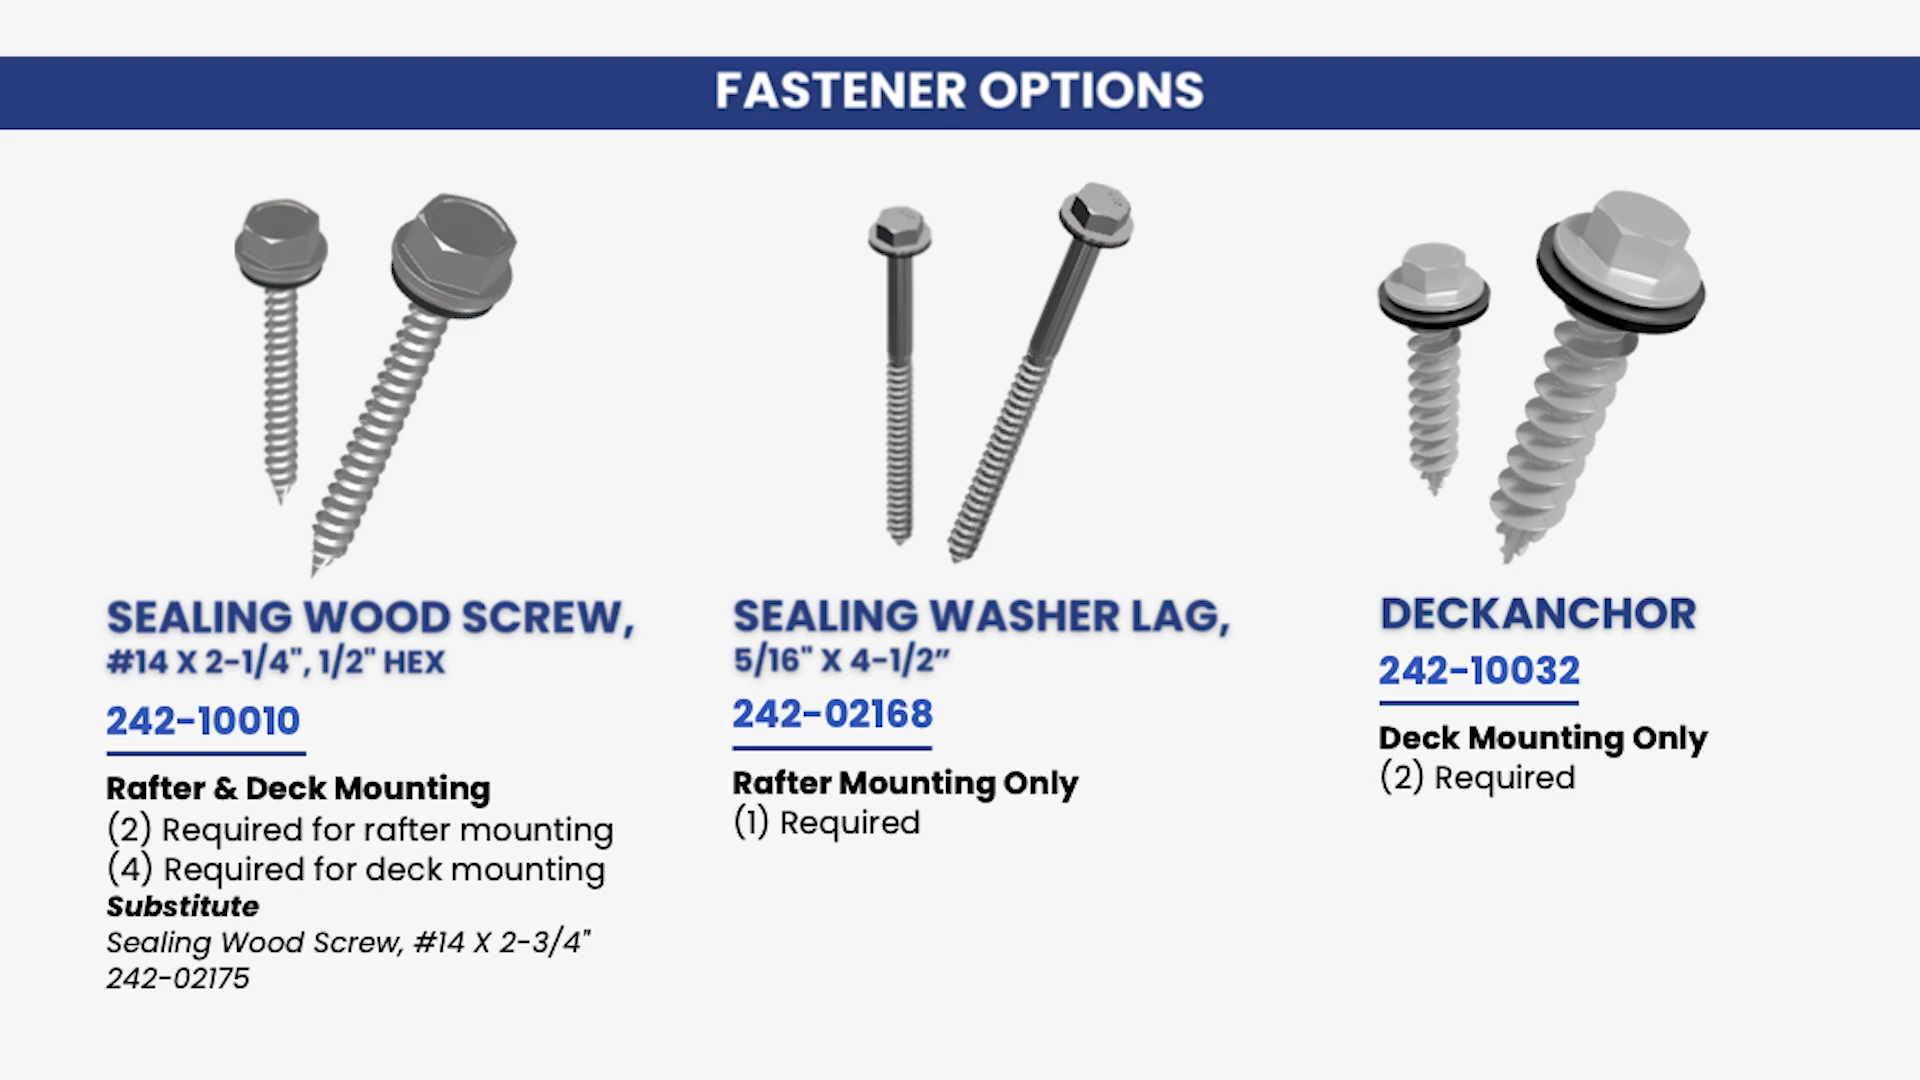 FASTENER OPTIONS
SEALING WOOD SCREW,
#14 X 2-1/4", 1/2" HEX
242-10010
Rafter & Deck Mounting
(2) Required for rafter mounting
(4) Required for deck mounting
Substitute
Sealing Wood Screw, #14 X 2-3/4"
242-02175
SEALING WASHER LAG,
5/16" X 4-1/2”
242-02168
Rafter Mounting Only
(1) Required
DECKANCHOR
242-10032
Deck Mounting Only
(2) Required